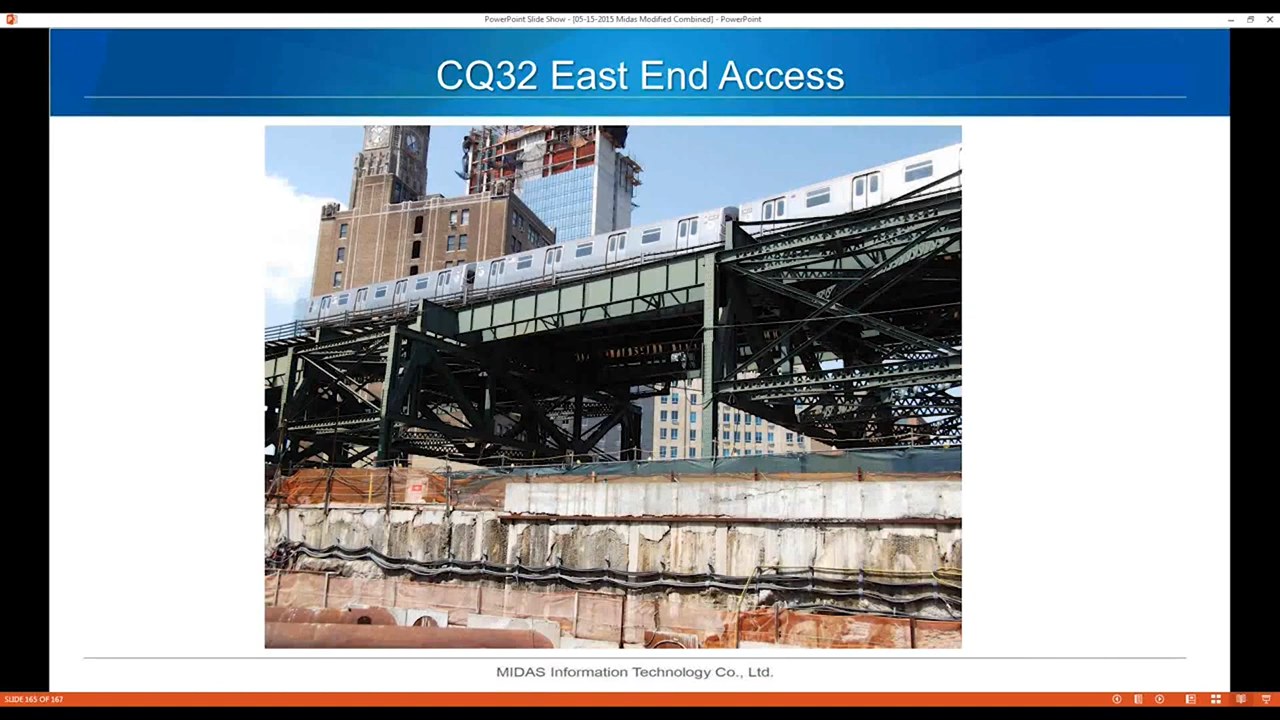 PowerPoint Slide Show - [05-15-2015 Midas Modified Combined] - PowerPoint
CQ32 East End Access
MIDAS Information Technology Co., Ltd.
SLIDE 165 OF 167